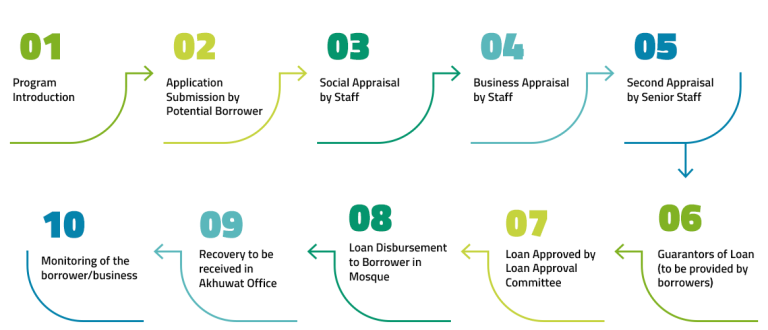 01
Program
Introduction
02
Application
Submission by
Potential Borrower
03
Social Appraisal
by Staff
04
Business Appraisal
by Staff
05
Second Appraisal
by Senior Staff
06
Guarantors of Loan
(to be provided by
borrowers)
07
Loan Approved by
Loan Approval
Committee
08
Loan Disbursement
to Borrower in
Mosque
09
Recovery to be
received in
Akhuwat Office
10
Monitoring of the
borrower/business